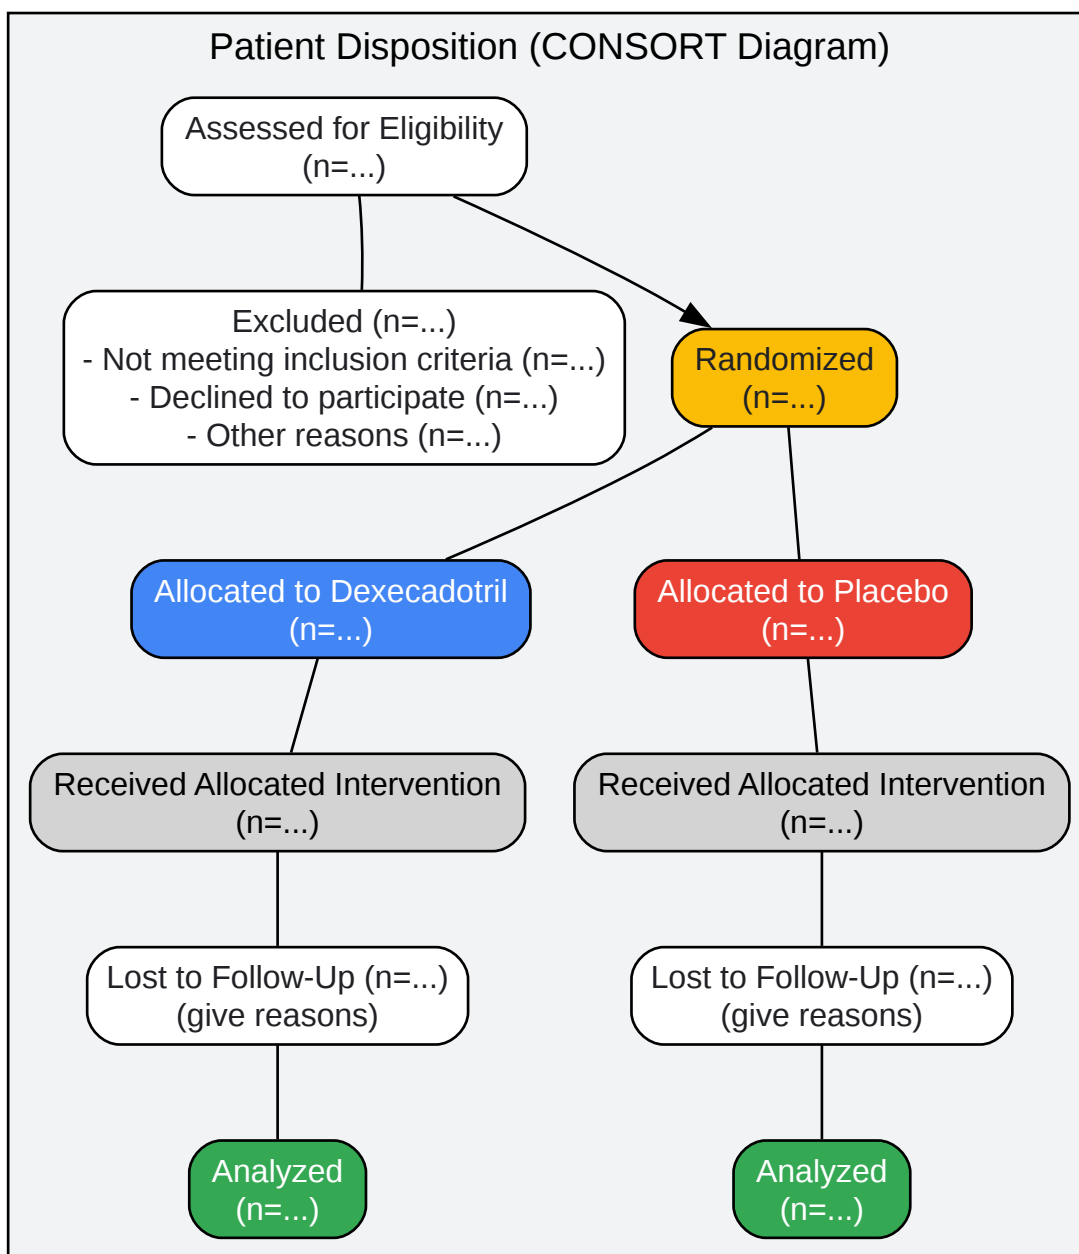 Patient Disposition (CONSORT Diagram)
Assessed for Eligibility
(n=...)
Excluded (n=...)
- Not meeting inclusion criteria (n=...)
- Declined to participate (n=...)
- Other reasons (n=...)
Randomized
(n=...)
Allocated to Dexecadotril
(n=...)
Allocated to Placebo
(n=...)
Received Allocated Intervention
(n=...)
Received Allocated Intervention
(n=...)
Lost to Follow-Up (n=...)
(give reasons)
Lost to Follow-Up (n=...)
(give reasons)
Analyzed
(n=...)
Analyzed
(n=...)